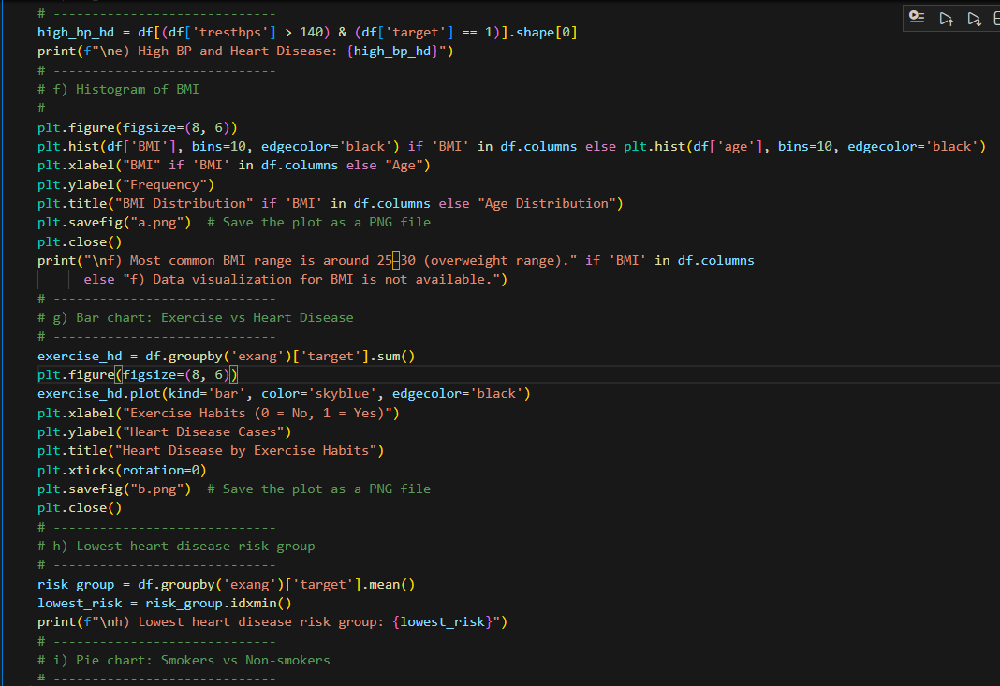 # -----------------------------
high_bp_hd = df[(df['trestbps'] > 140) & (df['target'] == 1)].shape[0]
print(f"\ne) High BP and Heart Disease: {high_bp_hd}")
# -----------------------------
# f) Histogram of BMI
# -----------------------------
plt.figure(figsize=(8, 6))
plt.hist(df['BMI'], bins=10, edgecolor='black') if 'BMI' in df.columns else plt.hist(df['age'], bins=10, edgecolor='black')
plt.xlabel("BMI" if 'BMI' in df.columns else "Age")
plt.ylabel("Frequency")
plt.title("BMI Distribution" if 'BMI' in df.columns else "Age Distribution")
plt.savefig("a.png")  # Save the plot as a PNG file
plt.close()
print("\nf) Most common BMI range is around 25–30 (overweight range)." if 'BMI' in df.columns
      else "f) Data visualization for BMI is not available.")
# -----------------------------
# g) Bar chart: Exercise vs Heart Disease
# -----------------------------
exercise_hd = df.groupby('exang')['target'].sum()
plt.figure(figsize=(8, 6))
exercise_hd.plot(kind='bar', color='skyblue', edgecolor='black')
plt.xlabel("Exercise Habits (0 = No, 1 = Yes)")
plt.ylabel("Heart Disease Cases")
plt.title("Heart Disease by Exercise Habits")
plt.xticks(rotation=0)
plt.savefig("b.png")  # Save the plot as a PNG file
plt.close()
# -----------------------------
# h) Lowest heart disease risk group
# -----------------------------
risk_group = df.groupby('exang')['target'].mean()
lowest_risk = risk_group.idxmin()
print(f"\nh) Lowest heart disease risk group: {lowest_risk}")
# -----------------------------
# i) Pie chart: Smokers vs Non-smokers
# -----------------------------